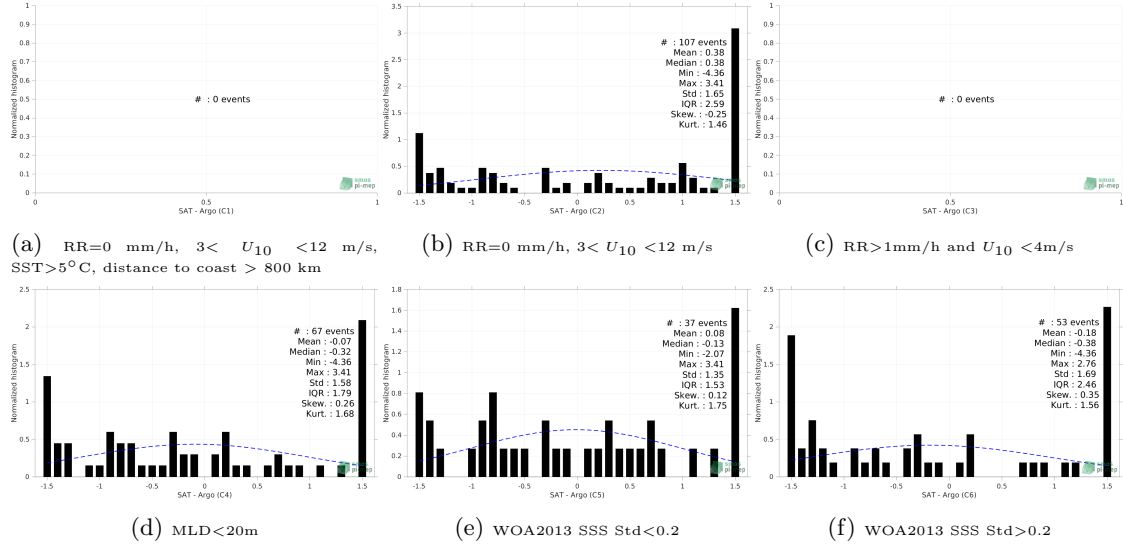 1
0.9
0.8
0.7
0.6
0.5
0.4
0.3
0.2
0.1
0
Normalized histogram
# : 0 events
smos
pi-mep
0 0.5 1
SAT - Argo (C1)
(a) RR=0 mm/h, 3< U10 <12 m/s,
SST>5°C, distance to coast > 800 km
3.5
3
2.5
2
1.5
1
0.5
0
Normalized histogram
# : 107 events
Mean : 0.38
Median : 0.38
Min : -4.36
Max : 3.41
Std : 1.65
IQR : 2.59
Skew. : -0.25
Kurt. : 1.46
smos
pi-mep
-1.5 -1 -0.5 0 0.5 1 1.5
SAT - Argo (C2)
(b) RR=0 mm/h, 3< U10 <12 m/s
1
0.9
0.8
0.7
0.6
0.5
0.4
0.3
0.2
0.1
0
Normalized histogram
# : 0 events
smos
pi-mep
0 0.5 1
SAT - Argo (C3)
(c) RR>1mm/h and U10 <4m/s
2.5
2
1.5
1
0.5
0
Normalized histogram
# : 67 events
Mean : -0.07
Median : -0.32
Min : -4.36
Max : 3.41
Std : 1.58
IQR : 1.79
Skew. : 0.26
Kurt. : 1.68
smos
pi-mep
-1.5 -1 -0.5 0 0.5 1 1.5
SAT - Argo (C4)
(d) MLD<20m
1.8
1.6
1.4
1.2
1
0.8
0.6
0.4
0.2
0
Normalized histogram
# : 37 events
Mean : 0.08
Median : -0.13
Min : -2.07
Max : 3.41
Std : 1.35
IQR : 1.53
Skew. : 0.12
Kurt. : 1.75
smos
pi-mep
-1.5 -1 -0.5 0 0.5 1 1.5
SAT - Argo (C5)
(e) WOA2013 SSS Std<0.2
2.5
2
1.5
1
0.5
0
Normalized histogram
# : 53 events
Mean : -0.18
Median : -0.38
Min : -4.36
Max : 2.76
Std : 1.69
IQR : 2.46
Skew. : 0.35
Kurt. : 1.56
smos
pi-mep
-1.5 -1 -0.5 0 0.5 1 1.5
SAT - Argo (C6)
(f) WOA2013 SSS Std>0.2